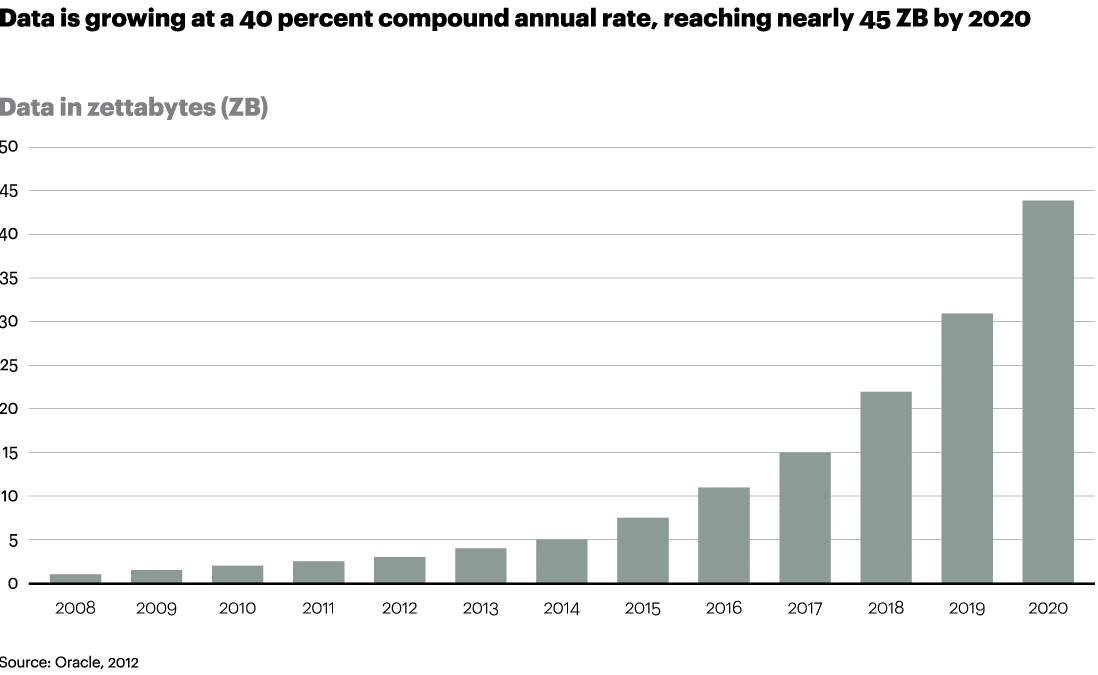 Data is growing at a 40 percent compound annual rate, reaching nearly 45 ZB by 2020
Data in zettabytes (ZB)
50
45
40
35
30
25
20
15
10
5
0
2008 2009 2010 2011 2012 2013 2014 2015 2016 2017 2018 2019 2020
Source: Oracle, 2012